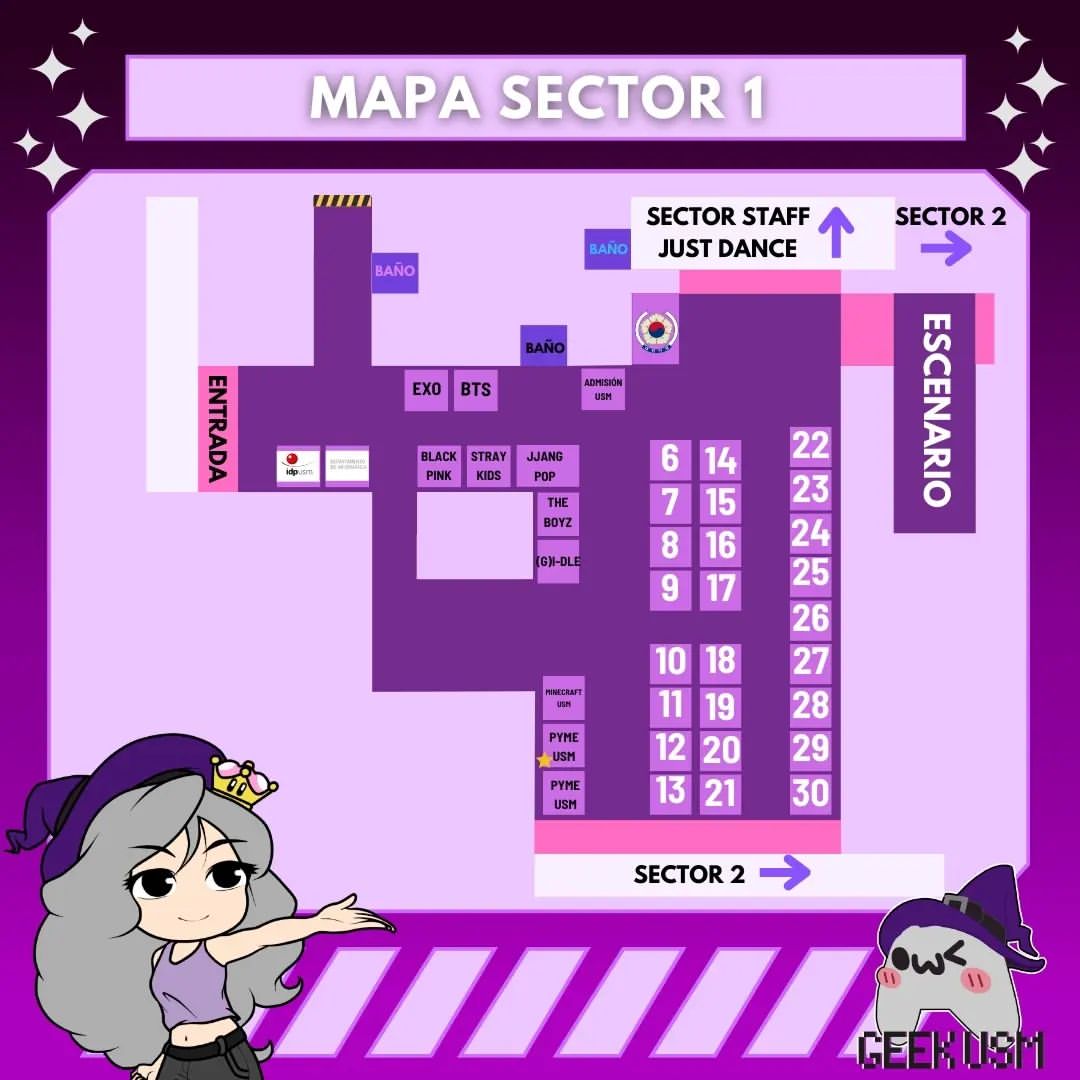 MAPA SECTOR 1
SECTOR STAFF
JUST DANCE
SECTOR 2
BAÑO
BAÑO
BAÑO
ENTRADA
ESCENARIO
EXO
BTS
ADMISIÓN
USM
idpusm
DEPARTAMENTO
DE INFORMÁTICA
BLACK
PINK
STRAY
KIDS
JJANG
POP
THE
BOYZ
(G)I-DLE
6
14
22
7
15
23
8
16
24
9
17
25
26
10
18
27
11
19
28
12
20
29
13
21
30
MINECRAFT
USM
PYME
USM
PYME
USM
SECTOR 2
GEEK USM